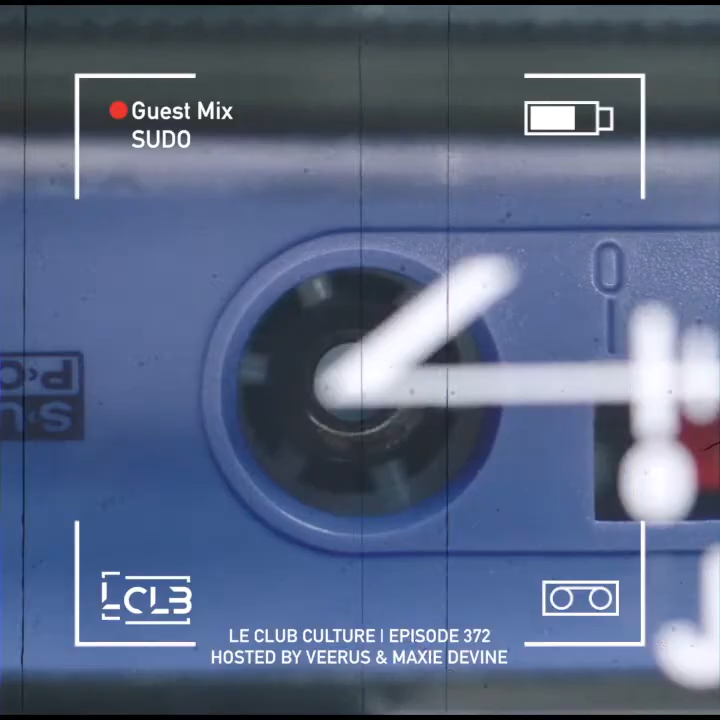 Guest Mix
SUDO
LCLB
LE CLUB CULTURE | EPISODE 372
HOSTED BY VEERUS & MAXIE DEVINE